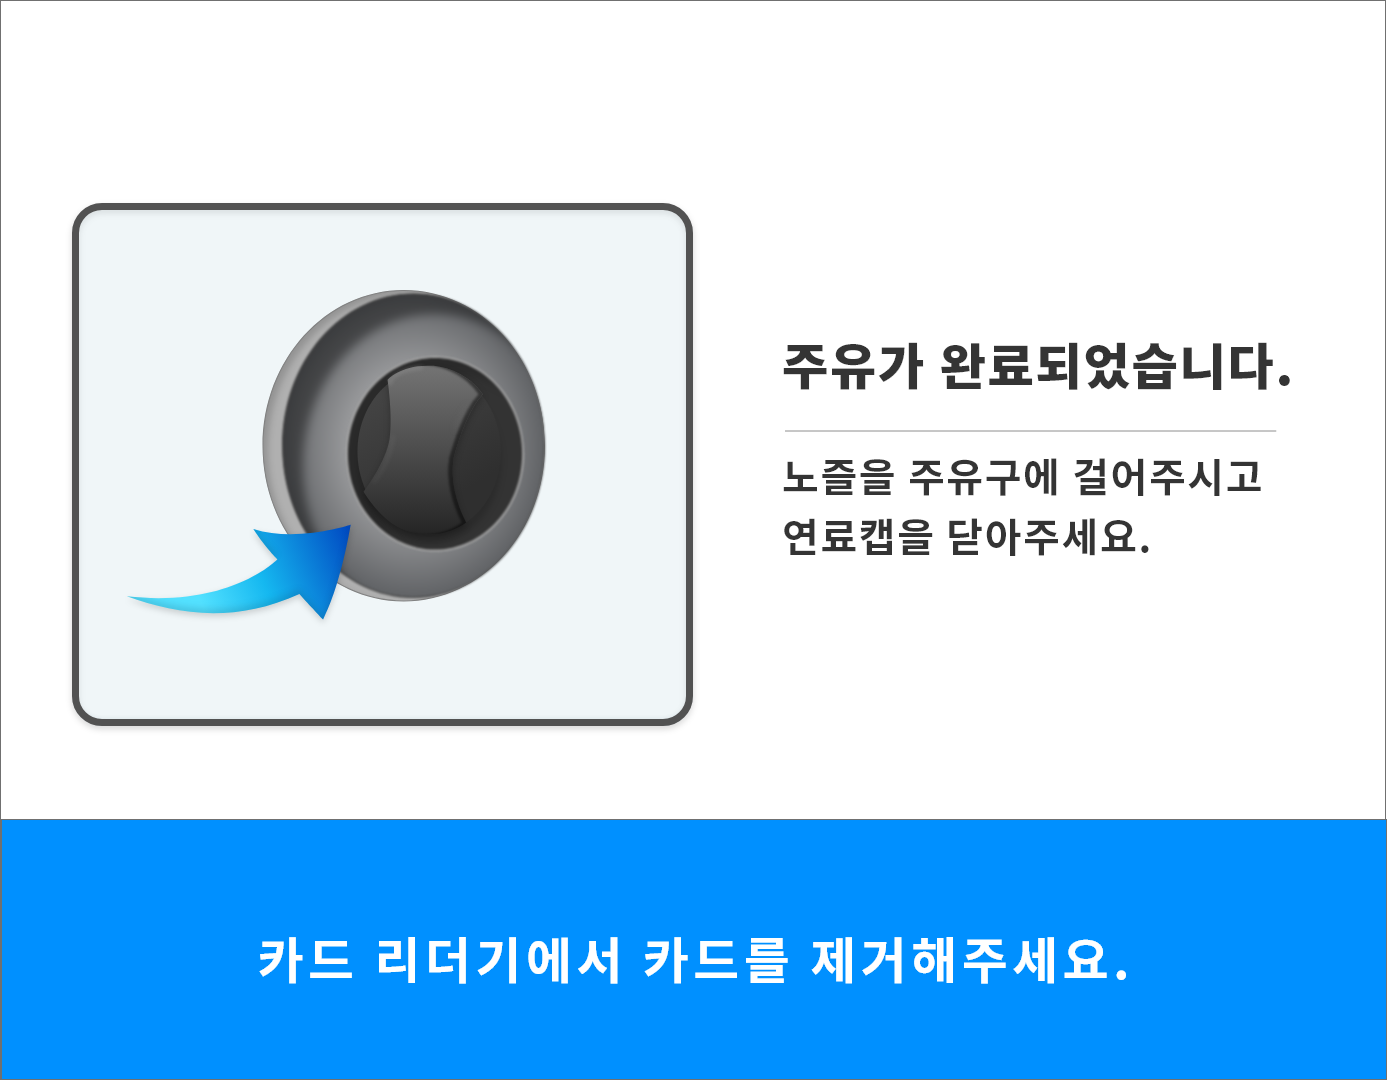 주유가 완료되었습니다.
노즐을 주유구에 걸어주시고
연료캡을 닫아주세요.
카드 리더기에서 카드를 제거해주세요.